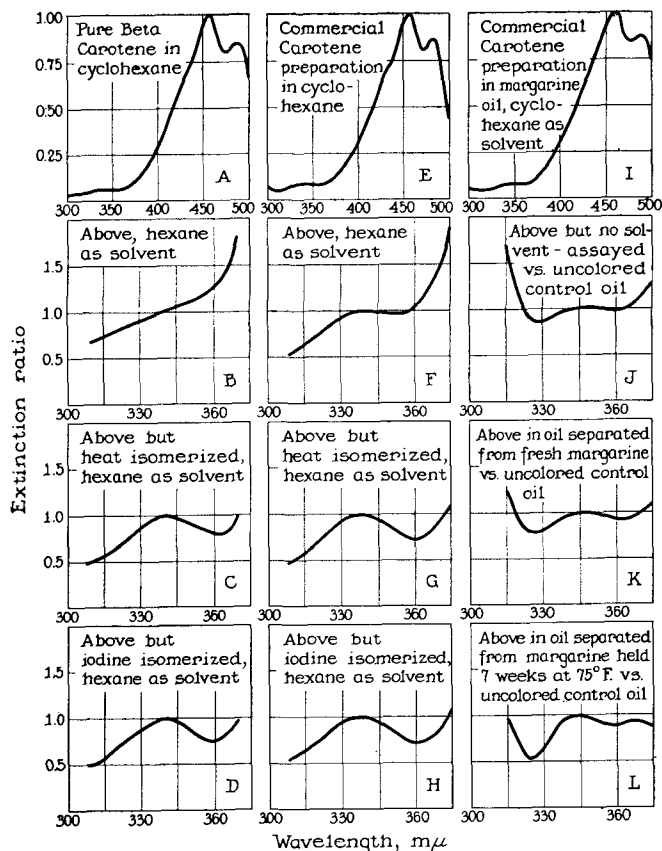 Extinction ratio
1.00
0.75
0.50
0.25
Pure Beta
Carotene in
cyclohexane
A
300 400 450 500
Commercial
Carotene
preparation
in cyclo-
hexane
E
300 350 400 450 500
Commercial
Carotene
preparation
in margarine
oil, cyclo-
hexane as
solvent
I
300 350 400 450 500
1.5
1.0
0.5
Above, hexane
as solvent
B
300 330 360
Above, hexane
as solvent
F
300 330 360
Above but no sol-
vent - assayed
vs. uncolored
control oil
J
300 330 360
1.5
1.0
0.5
Above but
heat isomerized,
hexane as solvent
C
300 330 360
Above but
heat isomerized,
hexane as solvent
G
300 330 360
Above in oil separated
from fresh margarine
vs. uncolored control
oil
K
300 330 360
1.5
1.0
0.5
Above but
iodine isomerized,
hexane as solvent
D
300 330 360
Above but
iodine isomerized,
hexane as solvent
H
300 330 360
Above in oil separated
from margarine held
7 weeks at 75°F. vs.
uncolored control oil
L
300 330 360
Wavelength, mμ